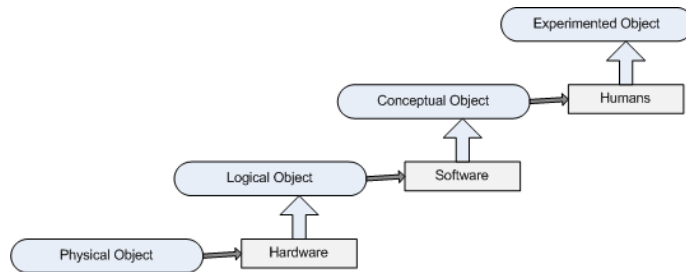 Experimented Object
Conceptual Object
Humans
Logical Object
Software
Physical Object
Hardware